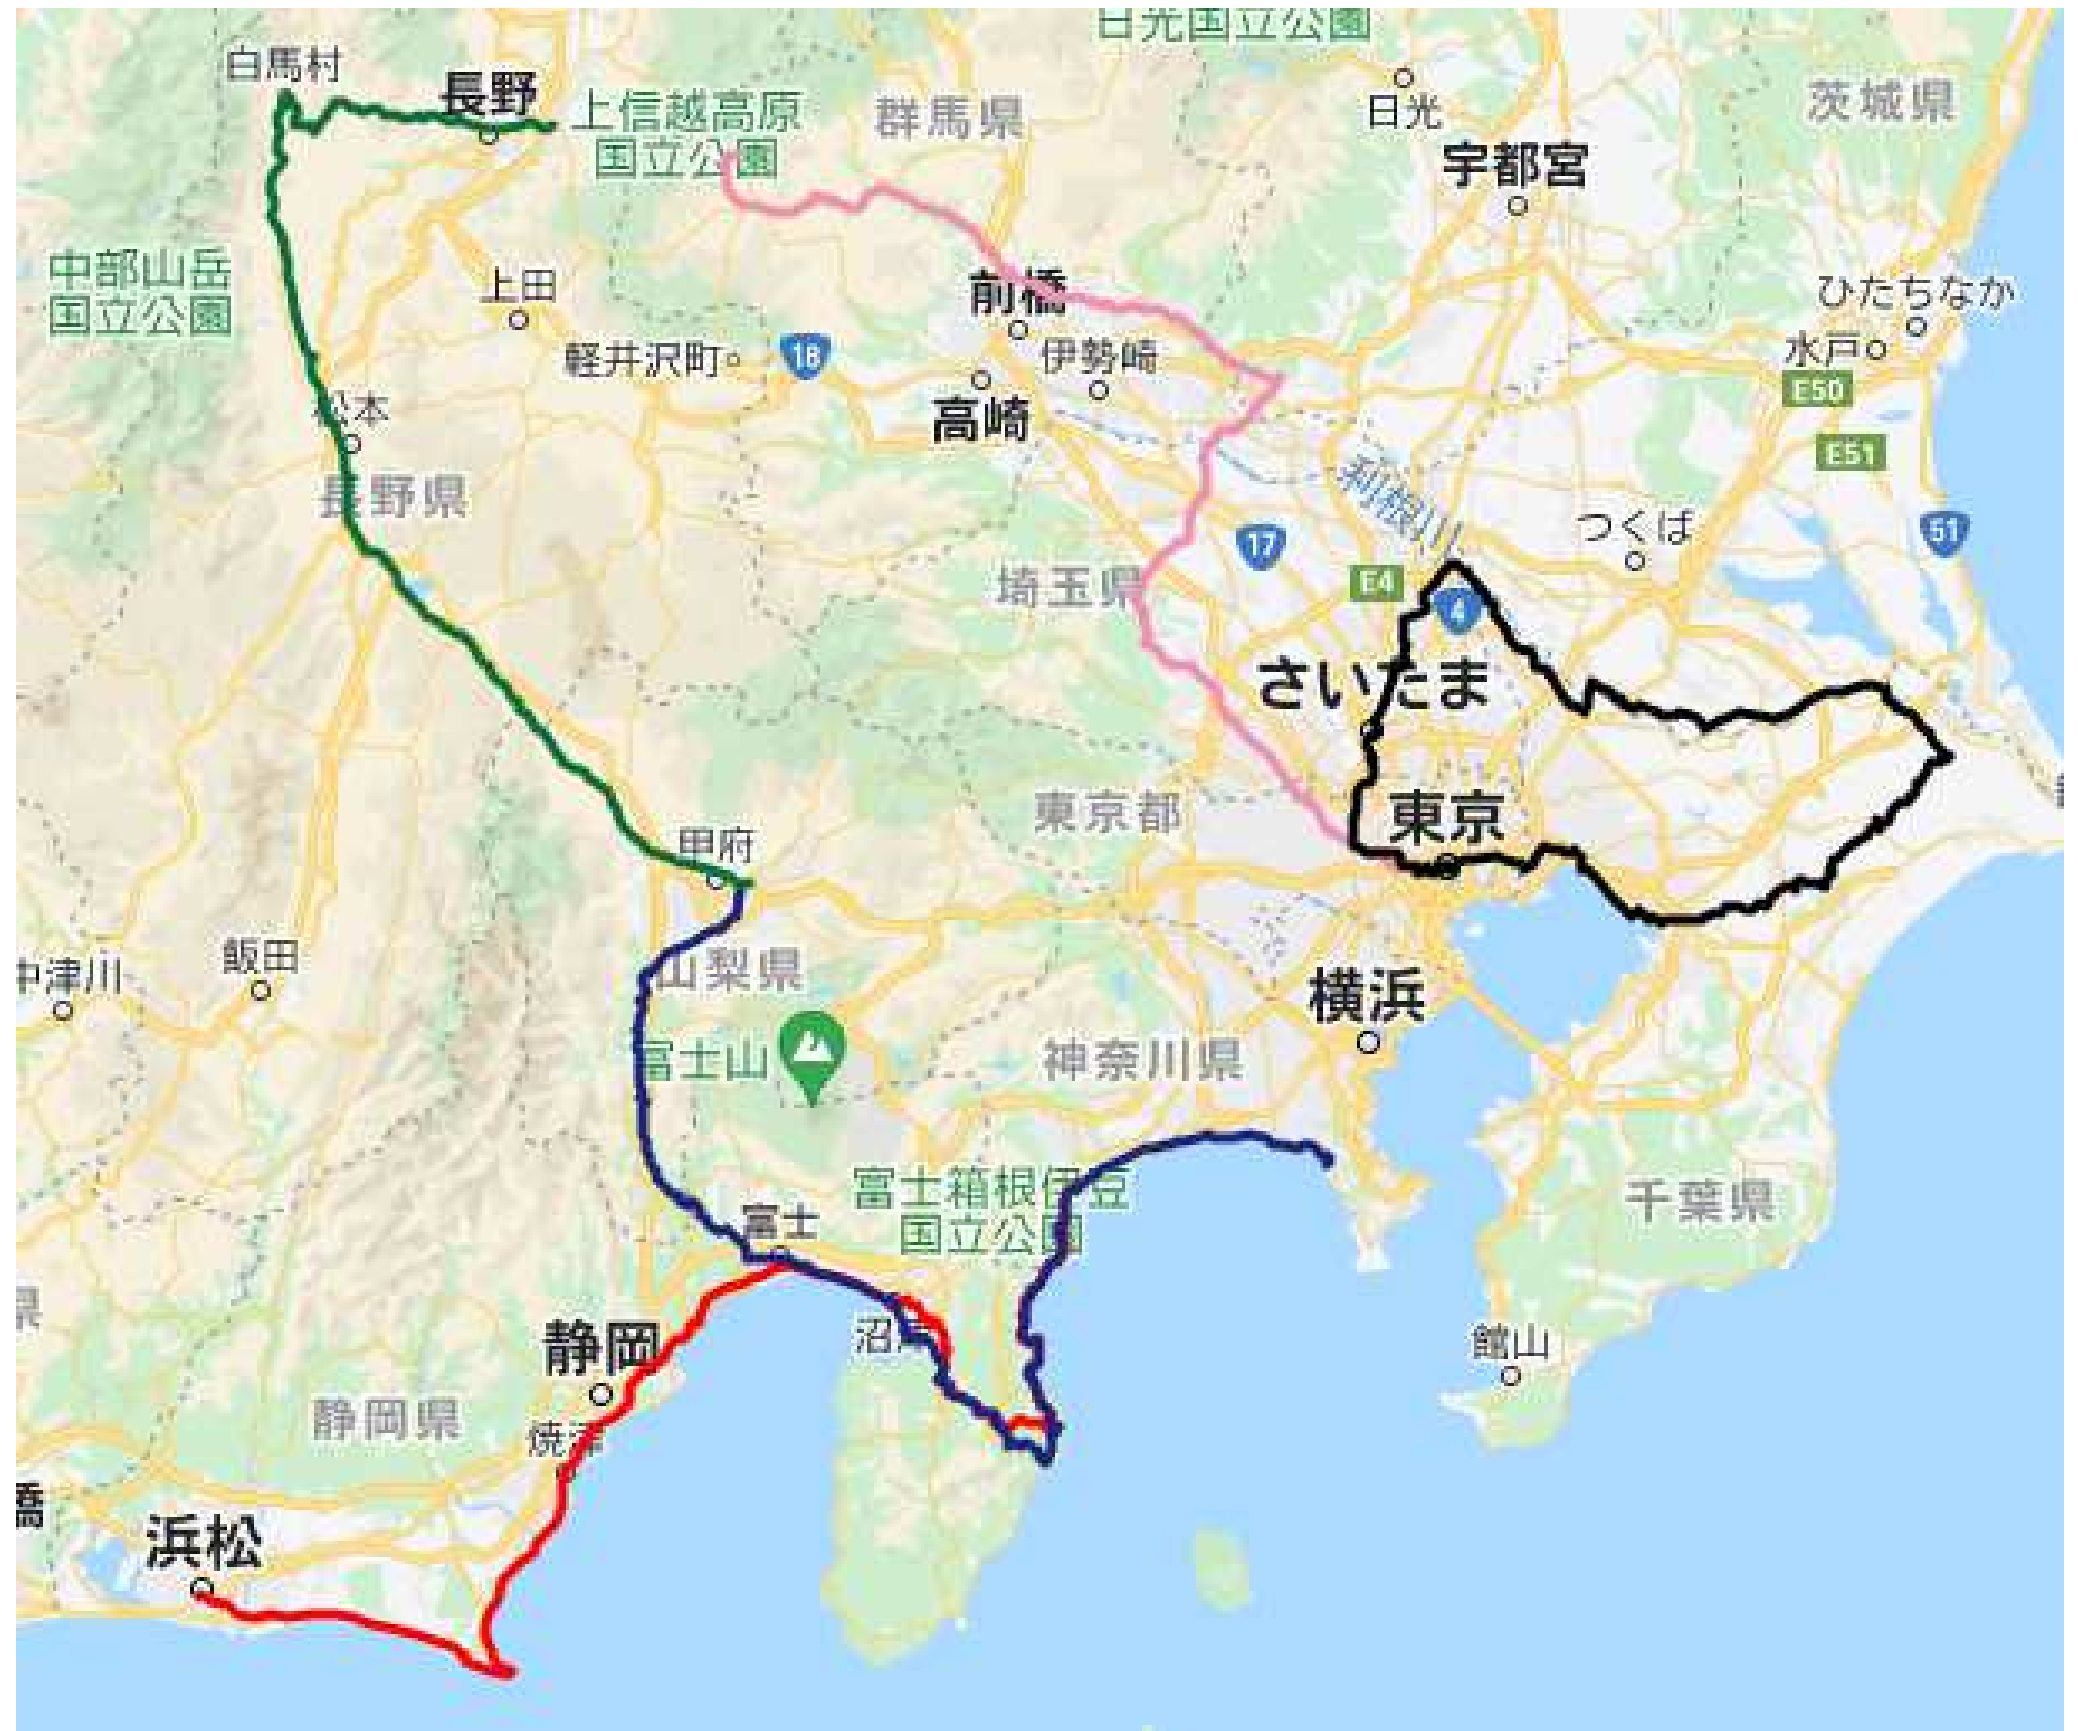 日光国立公園
白馬村
長野
上信越高原
国立公園
群馬県
日光
茨城県
宇都宮
中部山岳
国立公園
上田
前橋
ひたちなか
軽井沢町
18
伊勢崎
水戸
E50
松本
高崎
E51
長野県
利根川
つくば
17
51
埼玉県
E4
4
さいたま
甲府
東京都
東京
飯田
中津川
山梨県
横浜
富士山
神奈川県
富士箱根伊豆
国立公園
千葉県
富士
県
静岡
沼津
館山
静岡県
焼津
橋
浜松